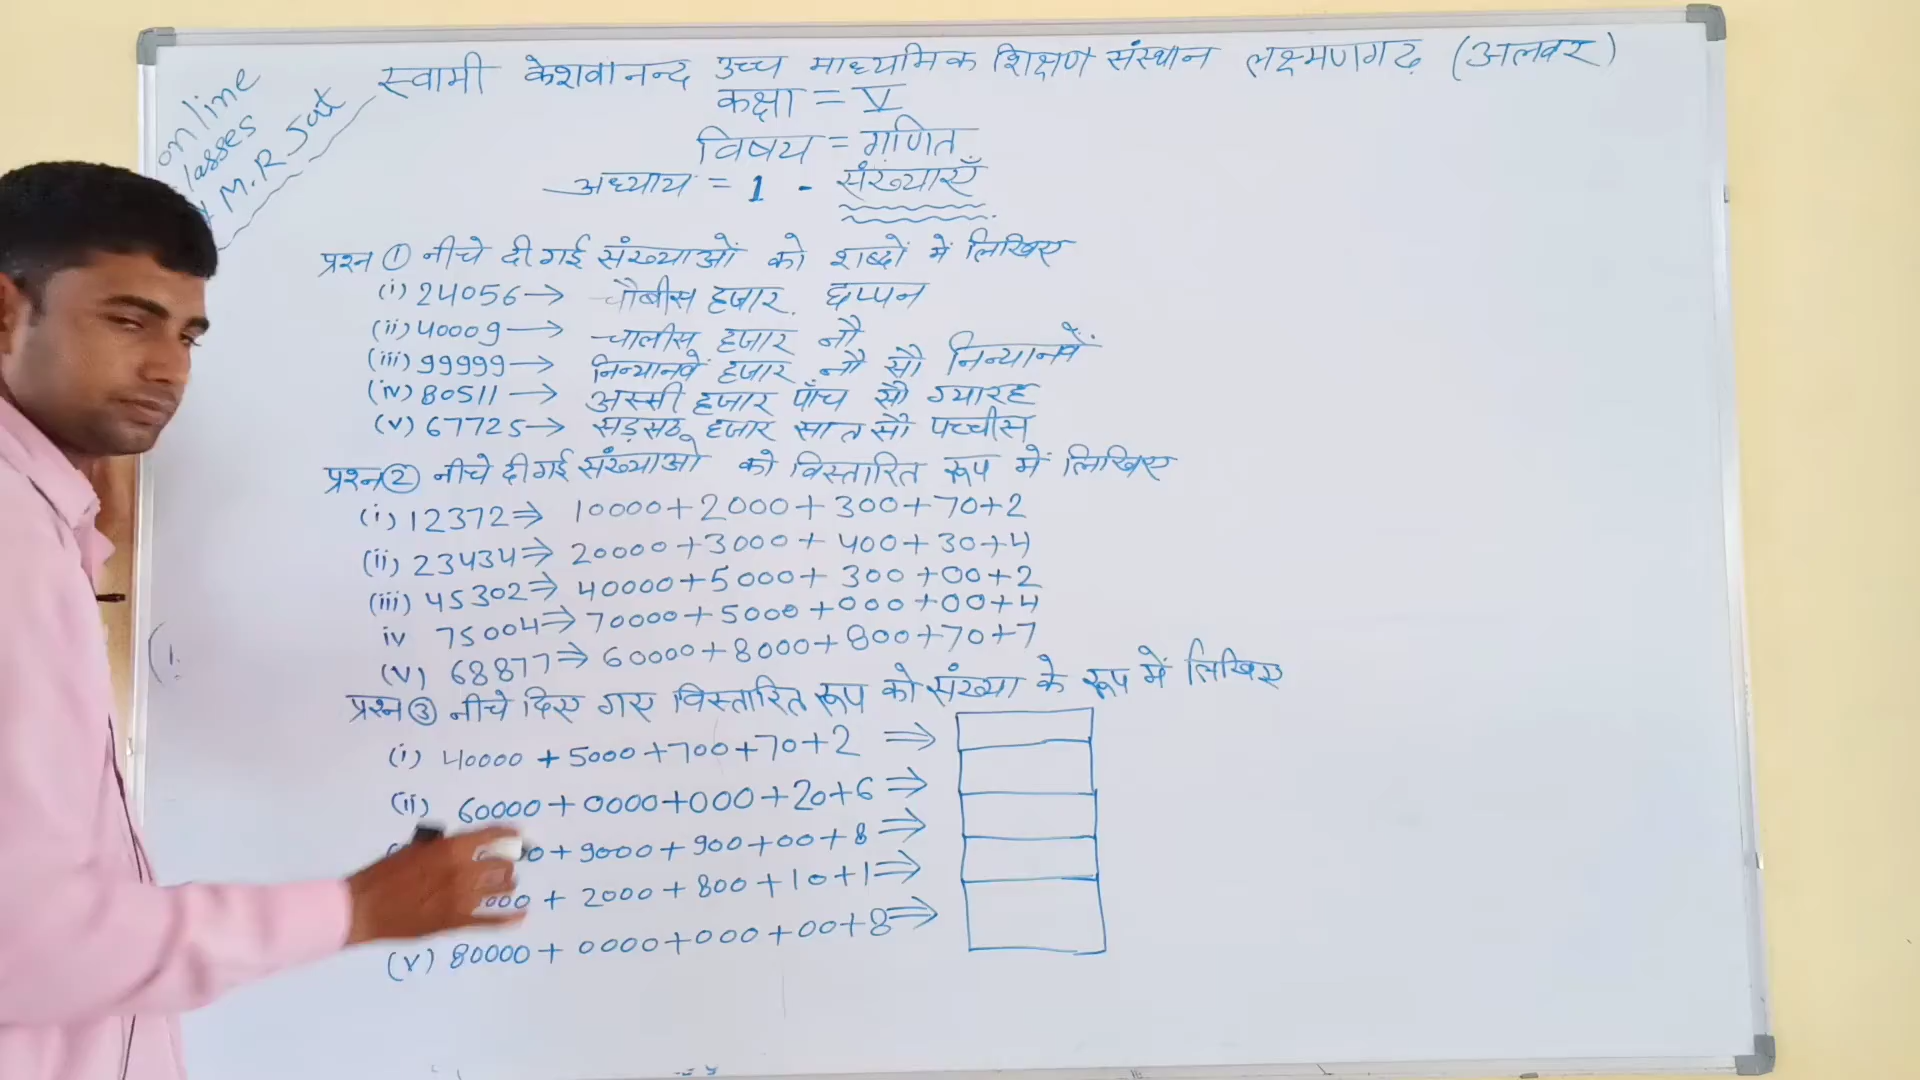 स्वामी केशवानन्द उच्च माध्यमिक शिक्षण संस्थान लक्ष्मणगढ़ (अलवर)
online
lasses
M.R Jat
कक्षा = V
विषय = गणित
अध्याय = 1 - संख्याएँ
प्रश्न ① नीचे दी गई संख्याओं को शब्दों में लिखिए
(i) 24056 → चौबीस हजार. छप्पन
(ii) 40009 → चालीस हजार नौ
(iii) 99999 → निन्यानवें हजार नौ सौ निन्यानवें.
(iv) 80511 → अस्सी हजार पाँच सौ ग्यारह
(v) 67725 → सड़सठ हजार सात सौ पच्चीस
प्रश्न ② नीचे दी गई संख्याओ को विस्तारित रूप में लिखिए
(i) 12372 ⇒ 10000+2000+300+70+2
(ii) 23434 ⇒ 20000+3000+400+30+4
(iii) 45302 ⇒ 40000+5000+300+00+2
iv 75004 ⇒ 70000+5000+000+00+4
(v) 68877 ⇒ 60000+8000+800+70+7
प्रश्न ③ नीचे दिए गए विस्तारित रूप को संख्या के रूप में लिखिए
(i) 40000+5000+700+70+2 ⇒
(ii) 60000+0000+000+20+6 ⇒
+9000+900+00+8 ⇒
+2000+800+10+1 ⇒
(v) 80000+0000+000+00+8 ⇒